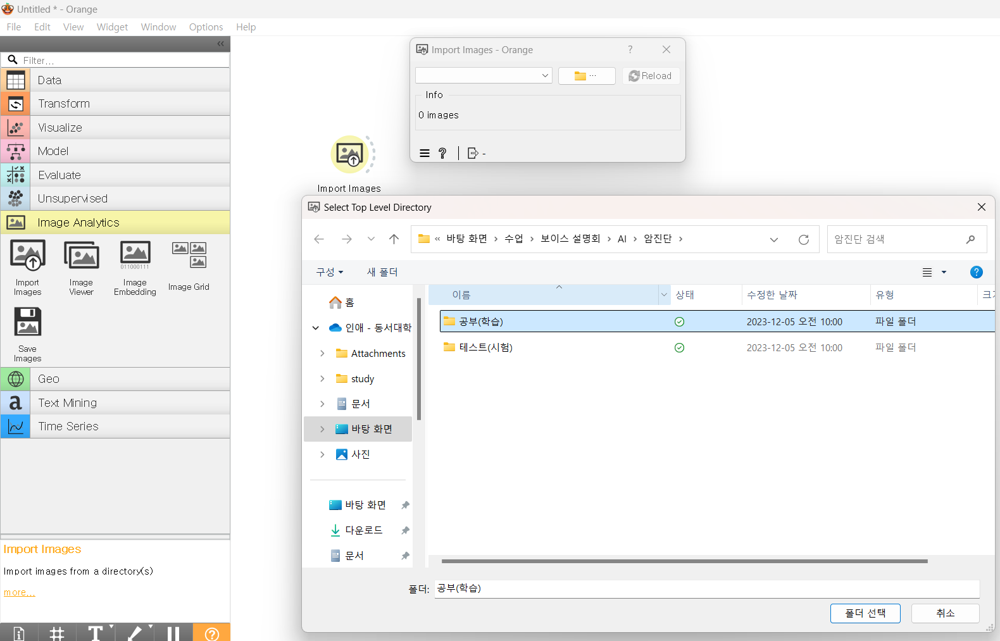 Untitled * - Orange
File Edit View Widget Window Options Help
«
Filter...
Data
Transform
Visualize
Model
Evaluate
Unsupervised
Image Analytics
Import Images
Image Viewer
011000111
Image Embedding
Image Grid
Save Images
Geo
a Text Mining
Time Series
Import Images
Import images from a directory(s)
more...
Import Images
Import Images - Orange ?
... Reload
Info
0 images
? -
Select Top Level Directory
« 바탕 화면 › 수업 › 보이스 설명회 › AI › 암진단 ›
암진단 검색
구성 새 폴더
홈
인애 - 동서대학
Attachments
study
문서
바탕 화면
사진
바탕 화면
다운로드
문서
이름 상태 수정한 날짜 유형 크기
공부(학습) 2023-12-05 오전 10:00 파일 폴더
테스트(시험) 2023-12-05 오전 10:00 파일 폴더
폴더: 공부(학습)
폴더 선택 취소